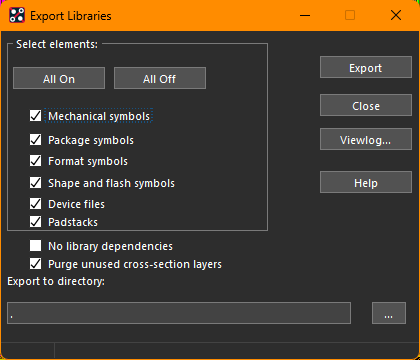 Export Libraries
Select elements:
All On
All Off
Mechanical symbols
Package symbols
Format symbols
Shape and flash symbols
Device files
Padstacks
No library dependencies
Purge unused cross-section layers
Export to directory:
.
...
Export
Close
Viewlog...
Help